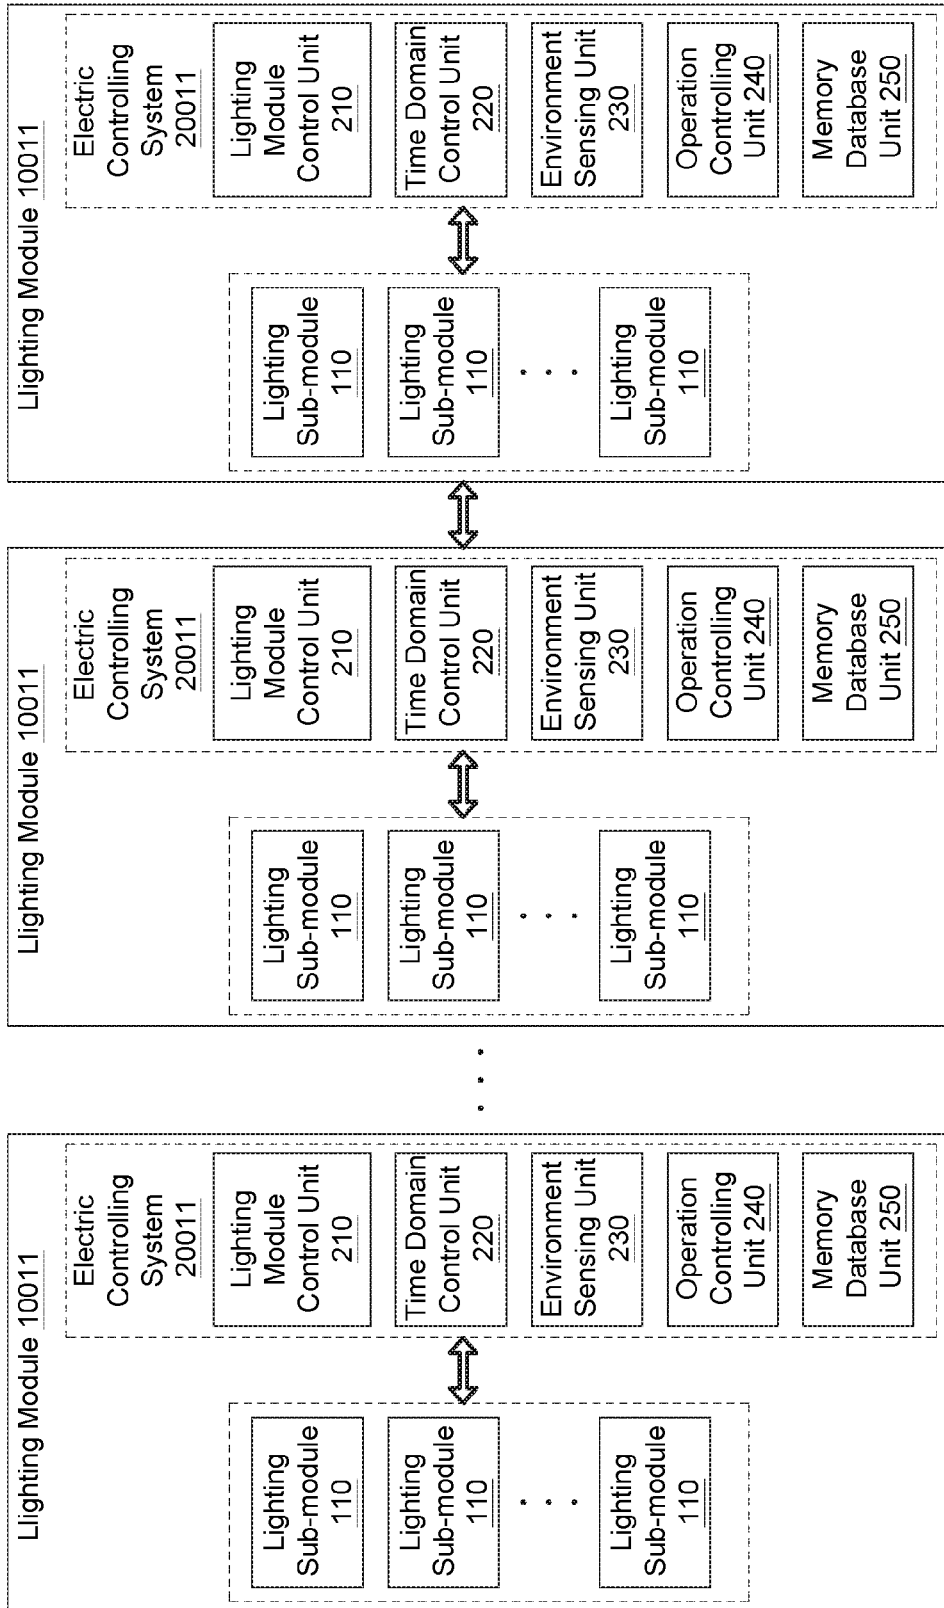 Llighting Module 10011
Lighting
Sub-module
110
Lighting
Sub-module
110
. . .
Lighting
Sub-module
110
Electric
Controlling
System
20011
Lighting
Module
Control Unit
210
Time Domain
Control Unit
220
Environment
Sensing Unit
230
Operation
Controlling
Unit 240
Memory
Database
Unit 250
. . .
Llighting Module 10011
Lighting
Sub-module
110
Lighting
Sub-module
110
. . .
Lighting
Sub-module
110
Electric
Controlling
System
20011
Lighting
Module
Control Unit
210
Time Domain
Control Unit
220
Environment
Sensing Unit
230
Operation
Controlling
Unit 240
Memory
Database
Unit 250
Llighting Module 10011
Lighting
Sub-module
110
Lighting
Sub-module
110
. . .
Lighting
Sub-module
110
Electric
Controlling
System
20011
Lighting
Module
Control Unit
210
Time Domain
Control Unit
220
Environment
Sensing Unit
230
Operation
Controlling
Unit 240
Memory
Database
Unit 250